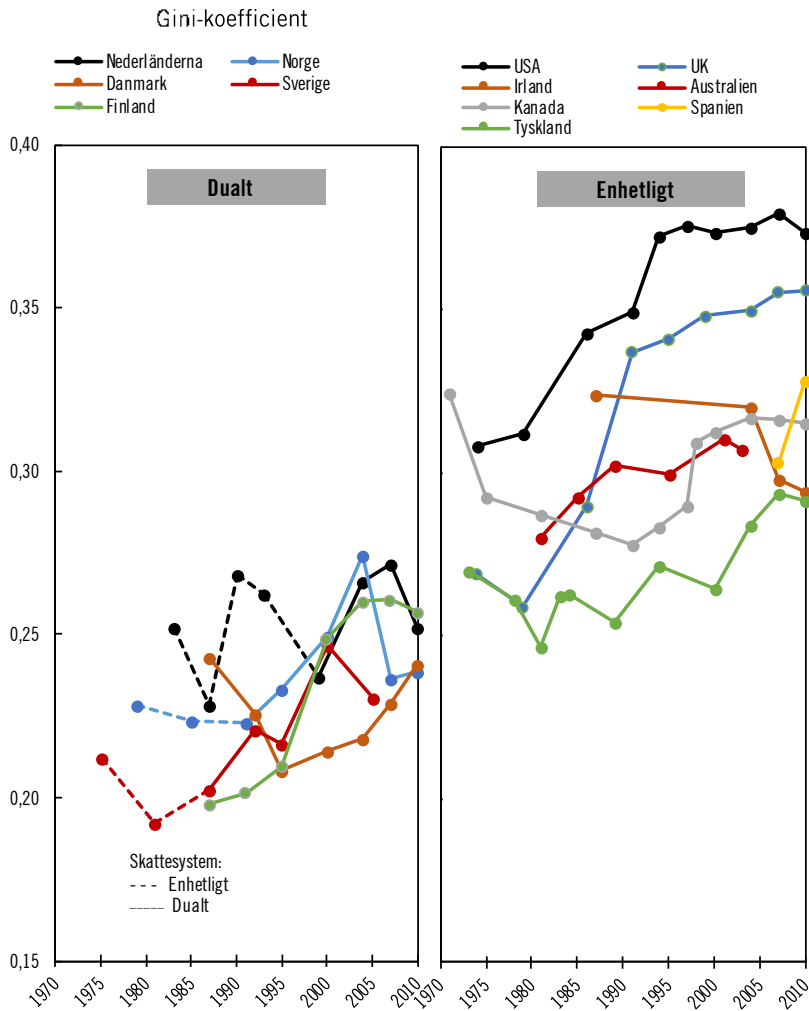 Gini-koefficient
Nederländerna
Norge
Danmark
Sverige
Finland
USA
UK
Irland
Australien
Kanada
Spanien
Tyskland
0,40
0,35
0,30
0,25
0,20
0,15
Dualt
Enhetligt
Skattesystem:
--- Enhetligt
Dualt
1970 1975 1980 1985 1990 1995 2000 2005 2010
1970 1975 1980 1985 1990 1995 2000 2005 2010